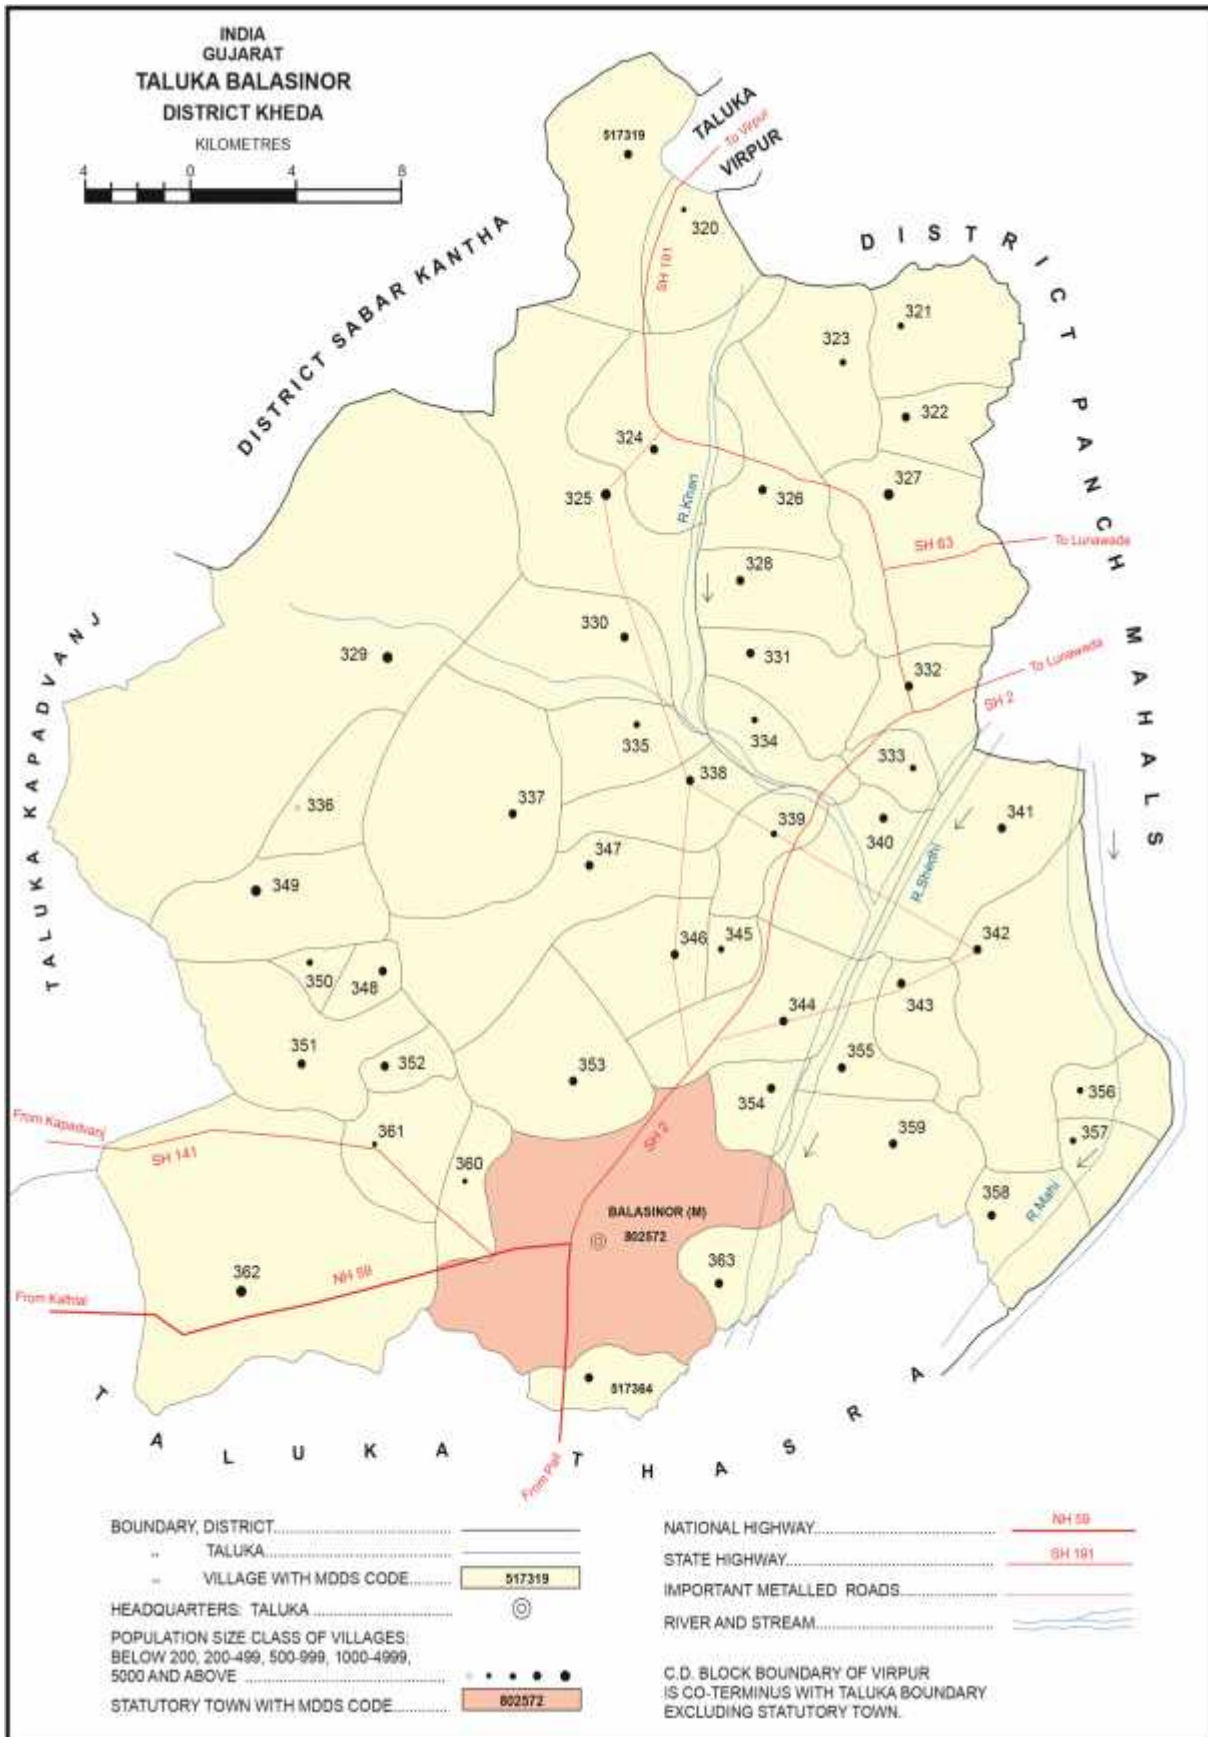 INDIA
GUJARAT
TALUKA BALASINOR
DISTRICT KHEDA
KILOMETRES
4 0 4 8
517319
TALUKA
VIRPUR
To Virpur
320
SH 191
DISTRICT SABAR KANTHA
DISTRICT PANCH MAHALS
321
323
322
324
325
326
327
R.Khari
SH 63
To Lunawada
328
330
329
331
332
To Lunawada
SH 2
TALUKA KAPADVANJ
335
334
333
338
336
337
339
340
341
347
R.Shedhi
349
346
345
342
350
348
343
344
351
352
353
355
354
356
From Kapadvanj
SH 141
361
SH 2
359
357
360
358
R.Mahi
BALASINOR (M)
802572
363
362
NH 59
From Kathlal
517364
From Pali
TALUKA THASRA
BOUNDARY, DISTRICT
,, TALUKA
,, VILLAGE WITH MDDS CODE 517319
HEADQUARTERS: TALUKA
POPULATION SIZE CLASS OF VILLAGES:
BELOW 200, 200-499, 500-999, 1000-4999,
5000 AND ABOVE
STATUTORY TOWN WITH MDDS CODE 802572
NATIONAL HIGHWAY NH 59
STATE HIGHWAY SH 191
IMPORTANT METALLED ROADS
RIVER AND STREAM
C.D. BLOCK BOUNDARY OF VIRPUR
IS CO-TERMINUS WITH TALUKA BOUNDARY
EXCLUDING STATUTORY TOWN.